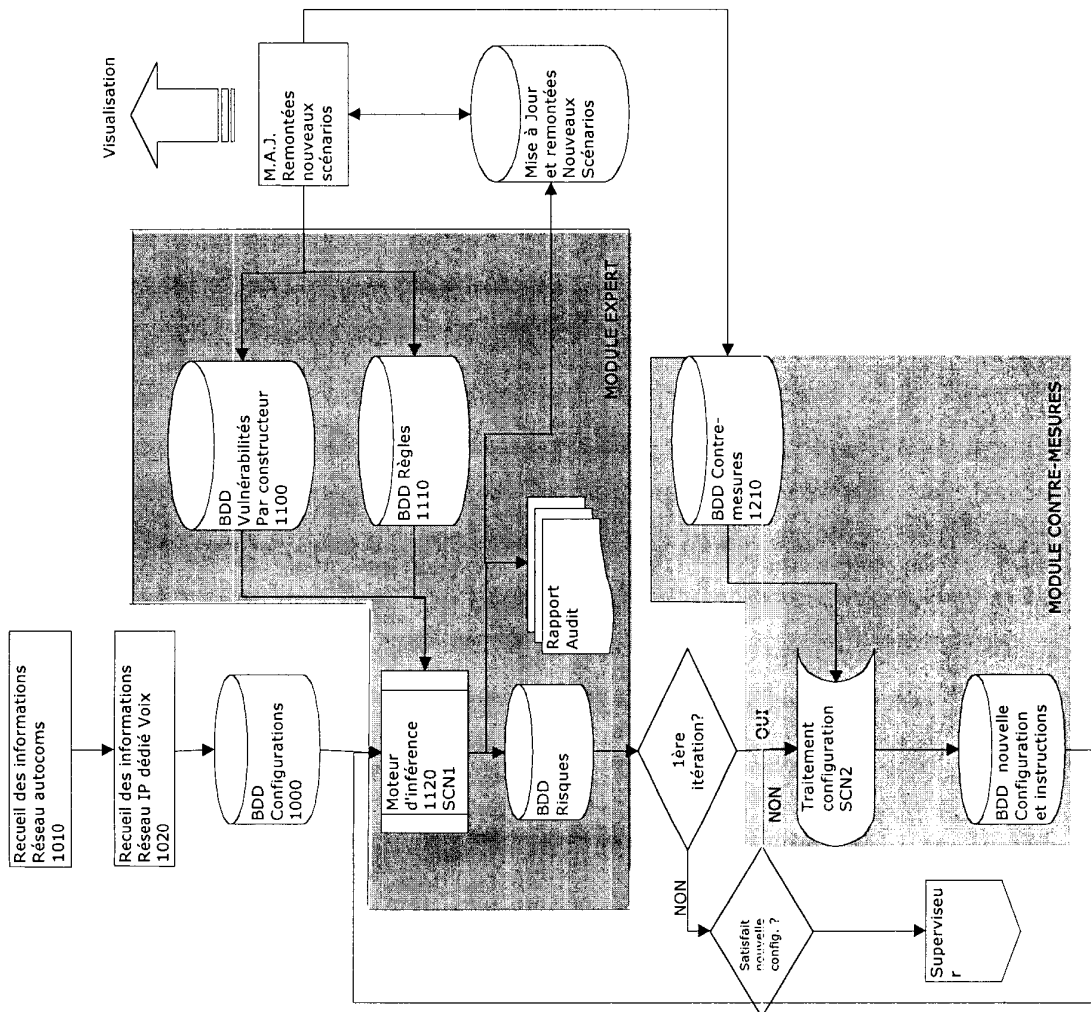 Recueil des informations
Réseau autocoms
1010
Recueil des informations
Réseau IP dédié Voix
1020
BDD
Configurations
1000
Moteur
d'inférence
1120
SCN1
BDD
Risques
Rapport
Audit
BDD
Vulnérabilités
Par constructeur
1100
BDD Règles
1110
MODULE EXPERT
Visualisation
M.A.J.
Remontées
nouveaux
scénarios
Mise à Jour
et remontées
Nouveaux
Scénarios
1ère
itération?
OUI
NON
NON
Satisfait
nouvelle
config. ?
Superviseu
r
Traitement
configuration
SCN2
BDD Contre-
mesures
1210
BDD nouvelle
Configuration
et instructions
MODULE CONTRE-MESURES